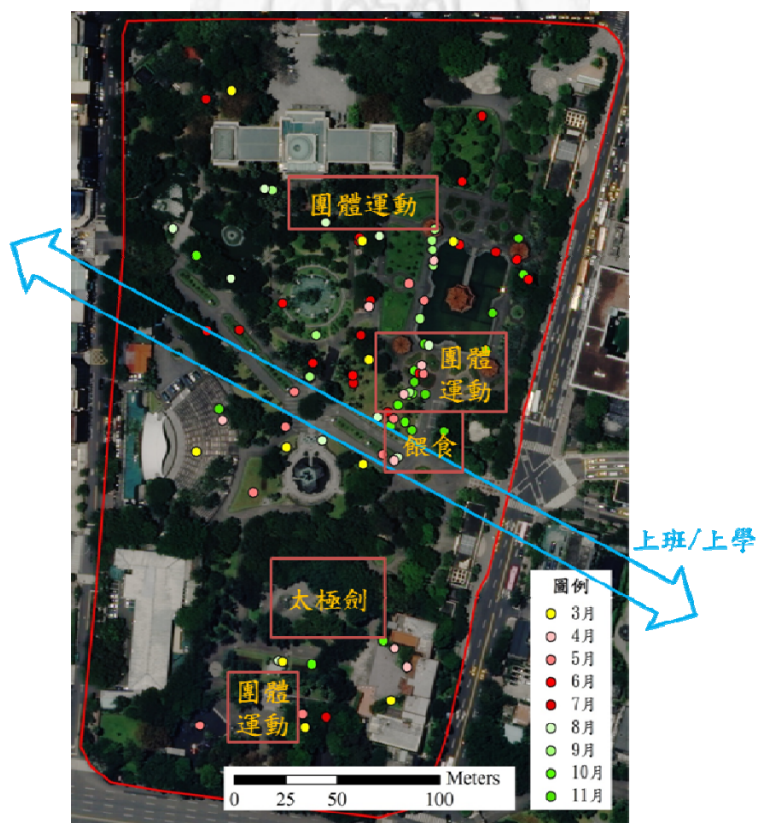 團體運動
團體
運動
餵食
上班/上學
太極劍
團體
運動
圖例
3月
4月
5月
6月
7月
8月
9月
10月
11月
Meters
0 25 50 100